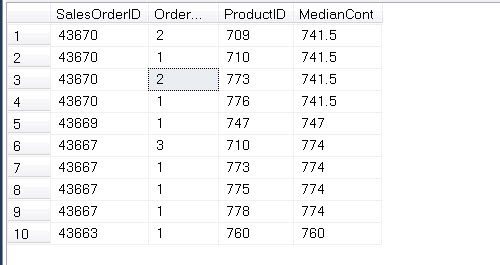 SalesOrderID Order... ProductID MedianCont
1 43670 2 709 741.5
2 43670 1 710 741.5
3 43670 2 773 741.5
4 43670 1 776 741.5
5 43669 1 747 747
6 43667 3 710 774
7 43667 1 773 774
8 43667 1 775 774
9 43667 1 778 774
10 43663 1 760 760